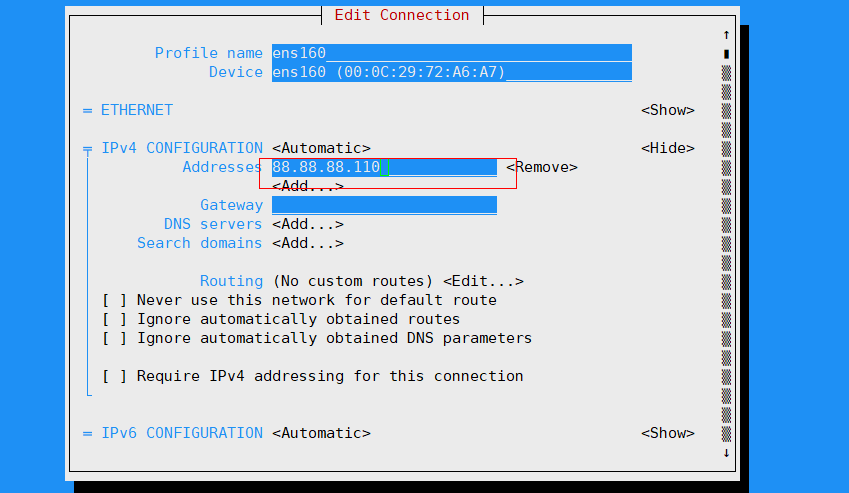 Edit Connection
Profile name ens160
Device ens160 (00:0C:29:72:A6:A7)
= ETHERNET <Show>
IPv4 CONFIGURATION <Automatic> <Hide>
Addresses 88.88.88.110 <Remove>
<Add...>
Gateway
DNS servers <Add...>
Search domains <Add...>
Routing (No custom routes) <Edit...>
[ ] Never use this network for default route
[ ] Ignore automatically obtained routes
[ ] Ignore automatically obtained DNS parameters
[ ] Require IPv4 addressing for this connection
= IPv6 CONFIGURATION <Automatic> <Show>